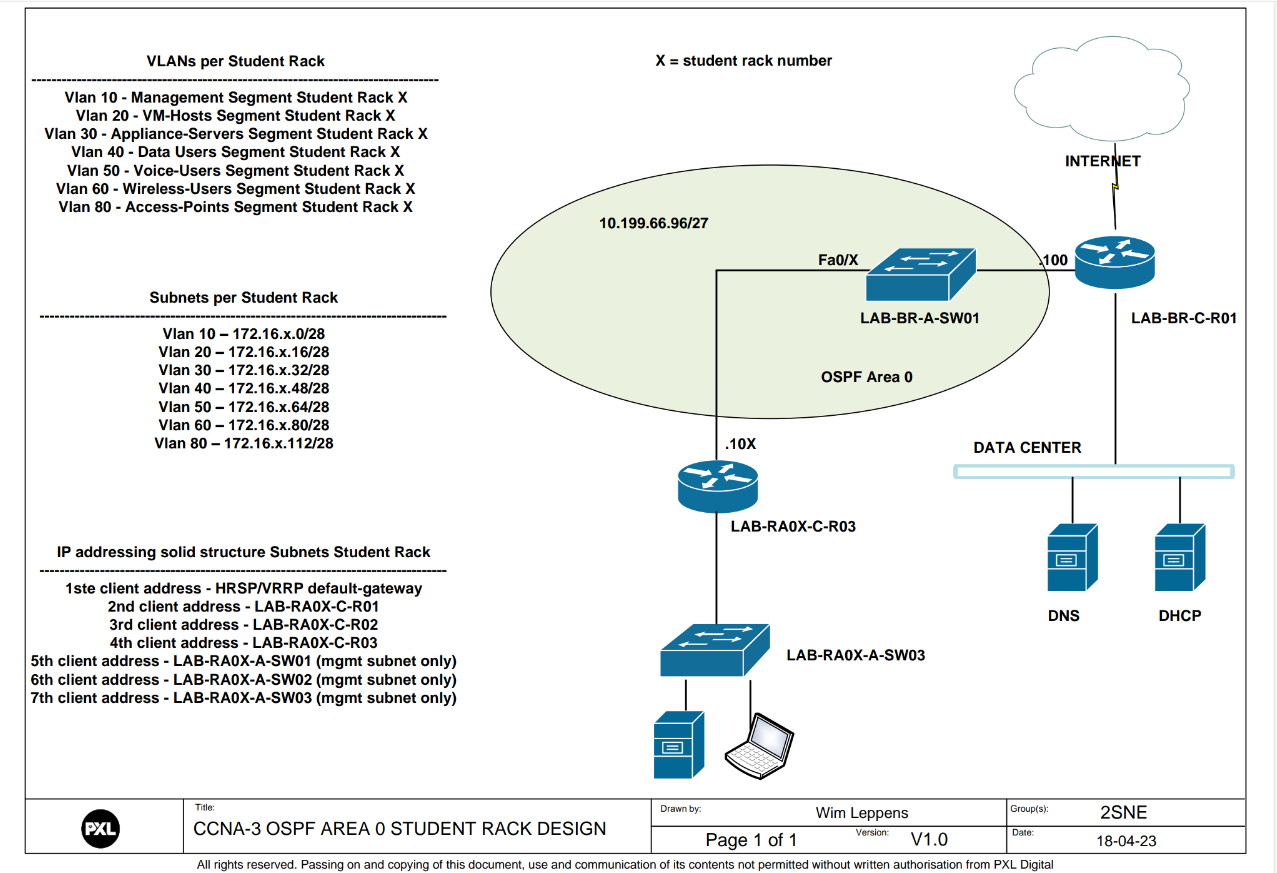 VLANs per Student Rack
--------------------------------------------------------------------------------
Vlan 10 - Management Segment Student Rack X
Vlan 20 - VM-Hosts Segment Student Rack X
Vlan 30 - Appliance-Servers Segment Student Rack X
Vlan 40 - Data Users Segment Student Rack X
Vlan 50 - Voice-Users Segment Student Rack X
Vlan 60 - Wireless-Users Segment Student Rack X
Vlan 80 - Access-Points Segment Student Rack X
Subnets per Student Rack
--------------------------------------------------------------------------------
Vlan 10 – 172.16.x.0/28
Vlan 20 – 172.16.x.16/28
Vlan 30 – 172.16.x.32/28
Vlan 40 – 172.16.x.48/28
Vlan 50 – 172.16.x.64/28
Vlan 60 – 172.16.x.80/28
Vlan 80 – 172.16.x.112/28
IP addressing solid structure Subnets Student Rack
--------------------------------------------------------------------------------
1ste client address - HRSP/VRRP default-gateway
2nd client address - LAB-RA0X-C-R01
3rd client address - LAB-RA0X-C-R02
4th client address - LAB-RA0X-C-R03
5th client address - LAB-RA0X-A-SW01 (mgmt subnet only)
6th client address - LAB-RA0X-A-SW02 (mgmt subnet only)
7th client address - LAB-RA0X-A-SW03 (mgmt subnet only)
X = student rack number
INTERNET
10.199.66.96/27
Fa0/X
.100
LAB-BR-A-SW01
LAB-BR-C-R01
OSPF Area 0
.10X
DATA CENTER
LAB-RA0X-C-R03
DNS
DHCP
LAB-RA0X-A-SW03
PXL
Title:
CCNA-3 OSPF AREA 0 STUDENT RACK DESIGN
Drawn by:
Wim Leppens
Page 1 of 1
Version:
V1.0
Group(s):
2SNE
Date:
18-04-23
All rights reserved. Passing on and copying of this document, use and communication of its contents not permitted without written authorisation from PXL Digital